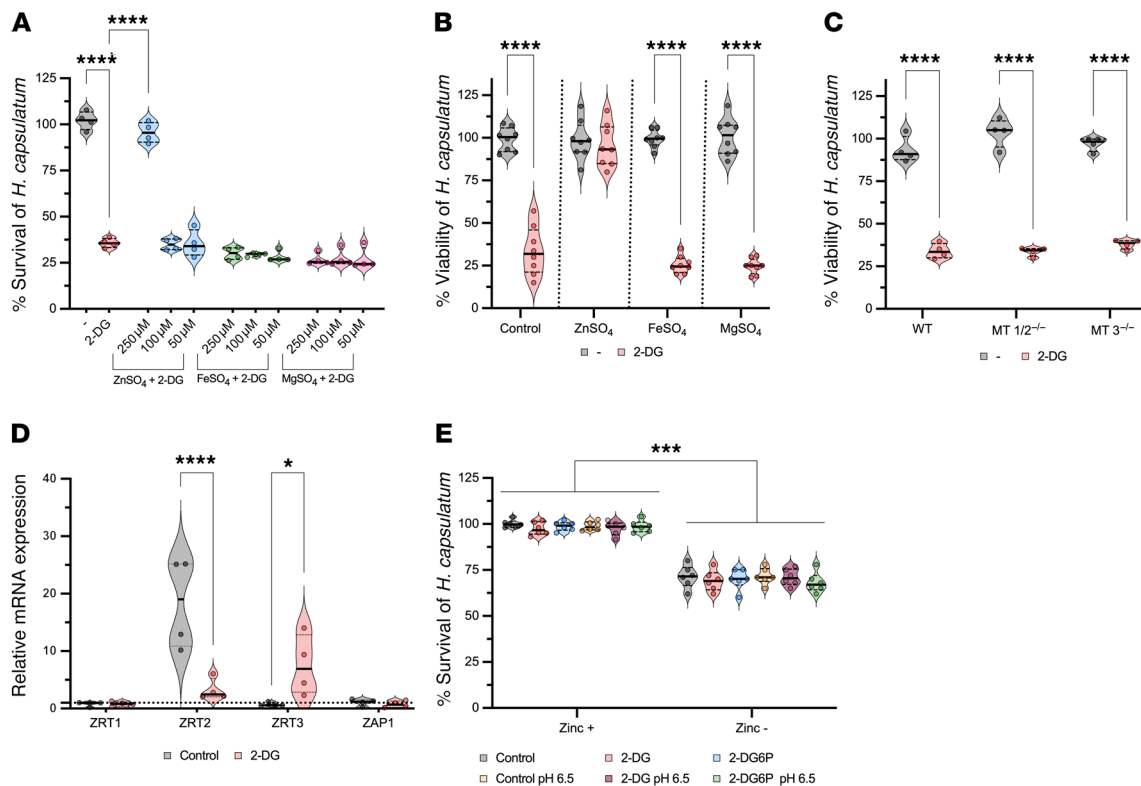 A
****
****
% Survival of H. capsulatum
125
100
75
50
25
0
-
2-DG
250 µM
100 µM
50 µM
250 µM
100 µM
50 µM
250 µM
100 µM
50 µM
ZnSO4 + 2-DG
FeSO4 + 2-DG
MgSO4 + 2-DG
B
****
****
****
% Viability of H. capsulatum
125
100
75
50
25
0
Control
ZnSO4
FeSO4
MgSO4
- 2-DG
C
****
****
****
% Viability of H. capsulatum
125
100
75
50
25
0
WT
MT 1/2–/–
MT 3–/–
- 2-DG
D
****
*
Relative mRNA expression
40
30
20
10
0
ZRT1
ZRT2
ZRT3
ZAP1
Control 2-DG
E
***
% Survival of H. capsulatum
125
100
75
50
25
0
Zinc +
Zinc -
Control 2-DG 2-DG6P
Control pH 6.5 2-DG pH 6.5 2-DG6P pH 6.5